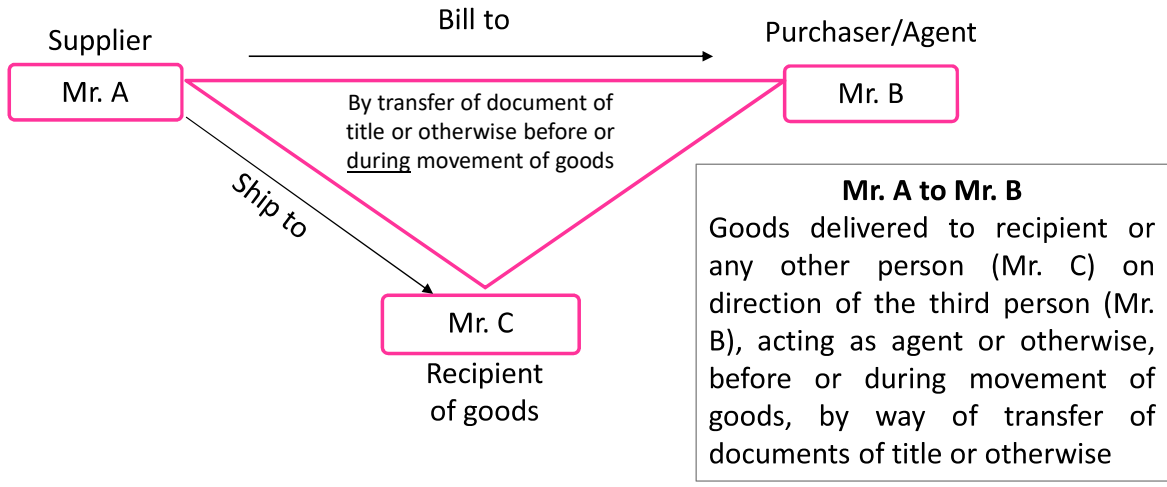 Bill to
Supplier
Purchaser/Agent
Mr. A
Mr. B
By transfer of document of
title or otherwise before or
during movement of goods
Ship to
Mr. C
Recipient
of goods
Mr. A to Mr. B
Goods delivered to recipient or
any other person (Mr. C) on
direction of the third person (Mr.
B), acting as agent or otherwise,
before or during movement of
goods, by way of transfer of
documents of title or otherwise